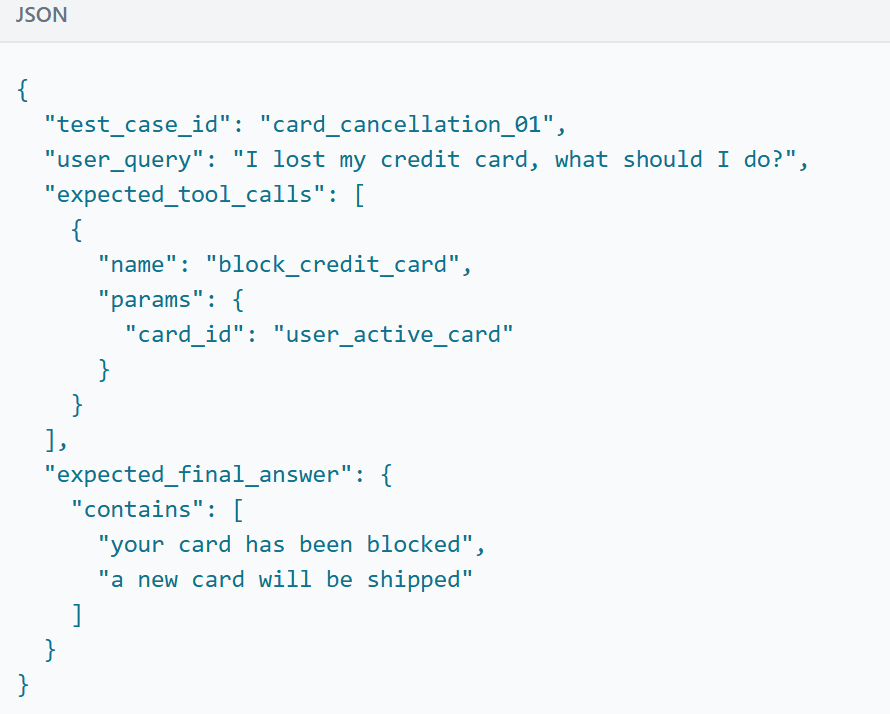 JSON
{
  "test_case_id": "card_cancellation_01",
  "user_query": "I lost my credit card, what should I do?",
  "expected_tool_calls": [
    {
      "name": "block_credit_card",
      "params": {
        "card_id": "user_active_card"
      }
    }
  ],
  "expected_final_answer": {
    "contains": [
      "your card has been blocked",
      "a new card will be shipped"
    ]
  }
}